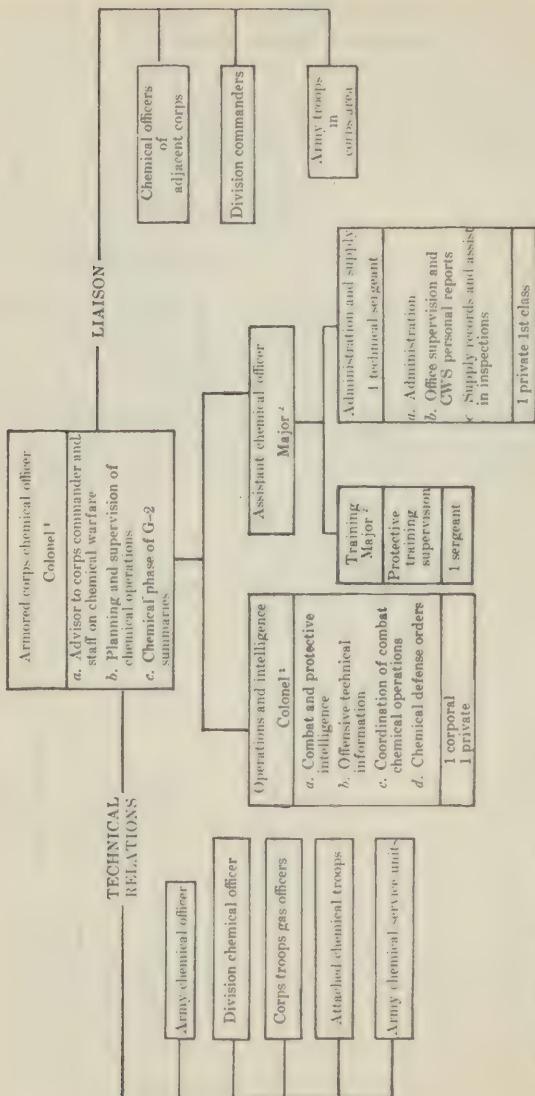 Armored corps chemical officer
Colonel ¹
a. Advisor to corps commander and
staff on chemical warfare
b. Planning and supervision of
chemical operations
c. Chemical phase of G-2
summaries
TECHNICAL
RELATIONS
Army chemical officer
Division chemical officer
Corps troops gas officers
Attached chemical troops
Army chemical service units
LIAISON
Chemical officers
of
adjacent corps
Division commanders
Army troops
in
corps area
Operations and intelligence
Colonel
a. Combat and protective
intelligence
b. Offensive technical
information
c. Coordination of combat
chemical operations
d. Chemical defense orders
1 corporal
1 private
Assistant chemical officer
Major ²
Training
Major ²
Protective
training
supervision
1 sergeant
Administration and supply
1 technical sergeant
a. Administration
b. Office supervision and
CWS personal reports
c Supply records and assist
in inspections
1 private 1st class